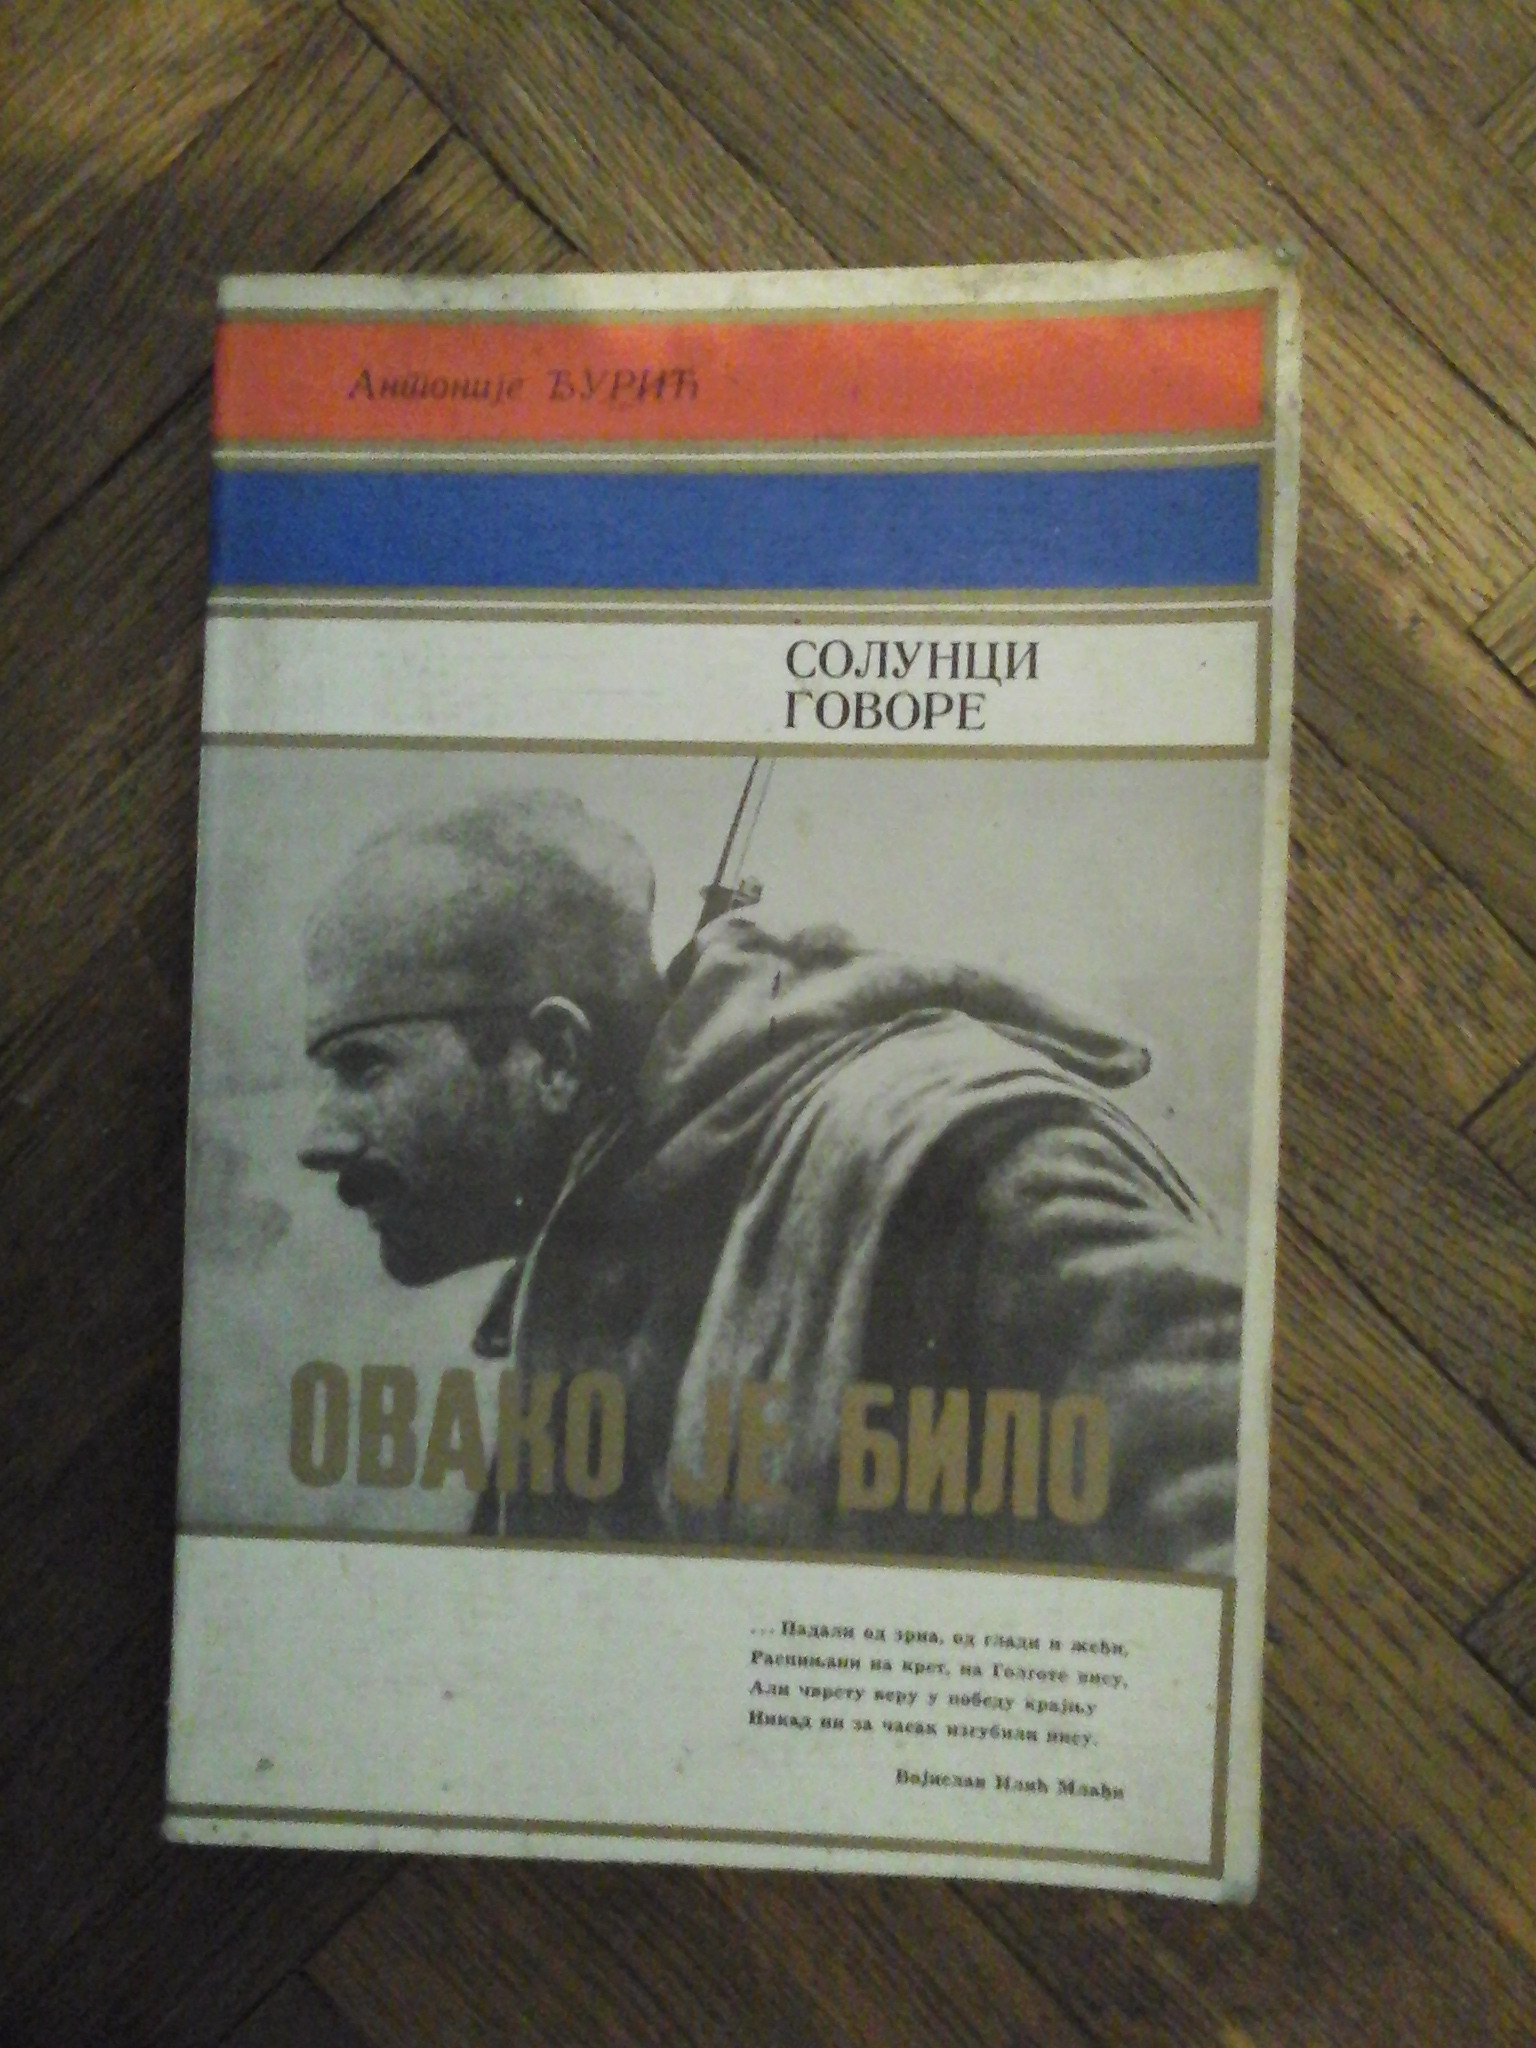 Антоније ЂУРИЋ
СОЛУНЦИ
ГОВОРЕ
ОВАКО ЈЕ БИЛО
...Падали од зрна, од глади и жеђи,
Распињани на крст, на Голготе вису,
Али чврсту веру у победу крајњу
Никад ни за часак изгубили нису.
Војислав Илић Млађи